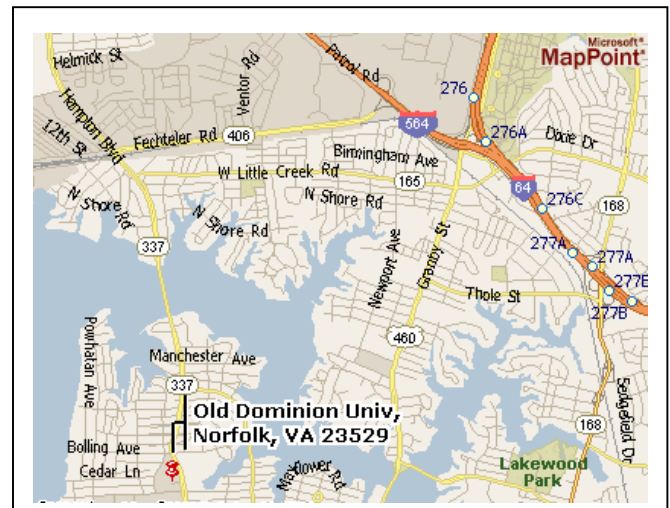 Microsoft®
MapPoint®
Helmick St
Ventor Rd
Patrol Rd
276
Hampton Blvd
12th St
Fechteler Rd
406
564
276A
Dixie Dr
Birmingham Ave
W Little Creek Rd
165
64
N Shore Rd
N Shore Rd
N Shore Rd
276C
168
337
Newport Ave
Granby St
277A
277A
277B
277B
Thole St
460
Powhatan Ave
Manchester Ave
337
Old Dominion Univ,
Norfolk, VA 23529
Sedgefield Dr
168
Bolling Ave
Cedar Ln
Mayflower Rd
Lakewood
Park